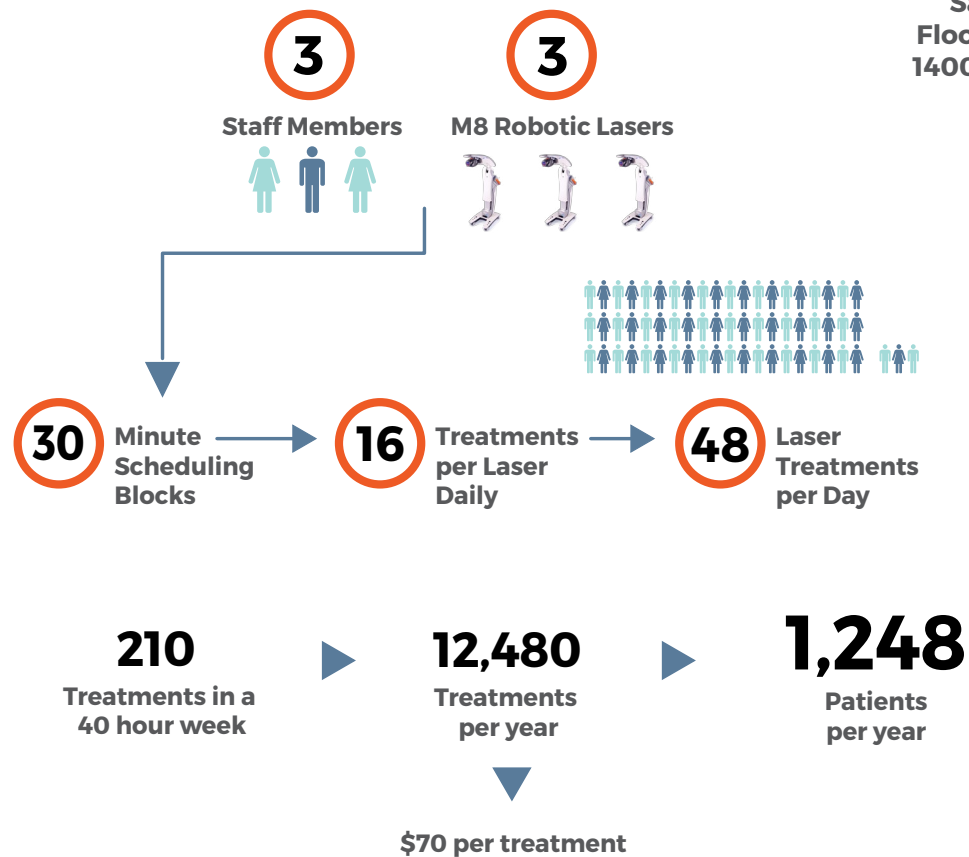 3
Staff Members
3
M8 Robotic Lasers
Floo
1400
30
Minute
Scheduling
Blocks
16
Treatments
per Laser
Daily
48
Laser
Treatments
per Day
210
Treatments in a
40 hour week
12,480
Treatments
per year
1,248
Patients
per year
$70 per treatment